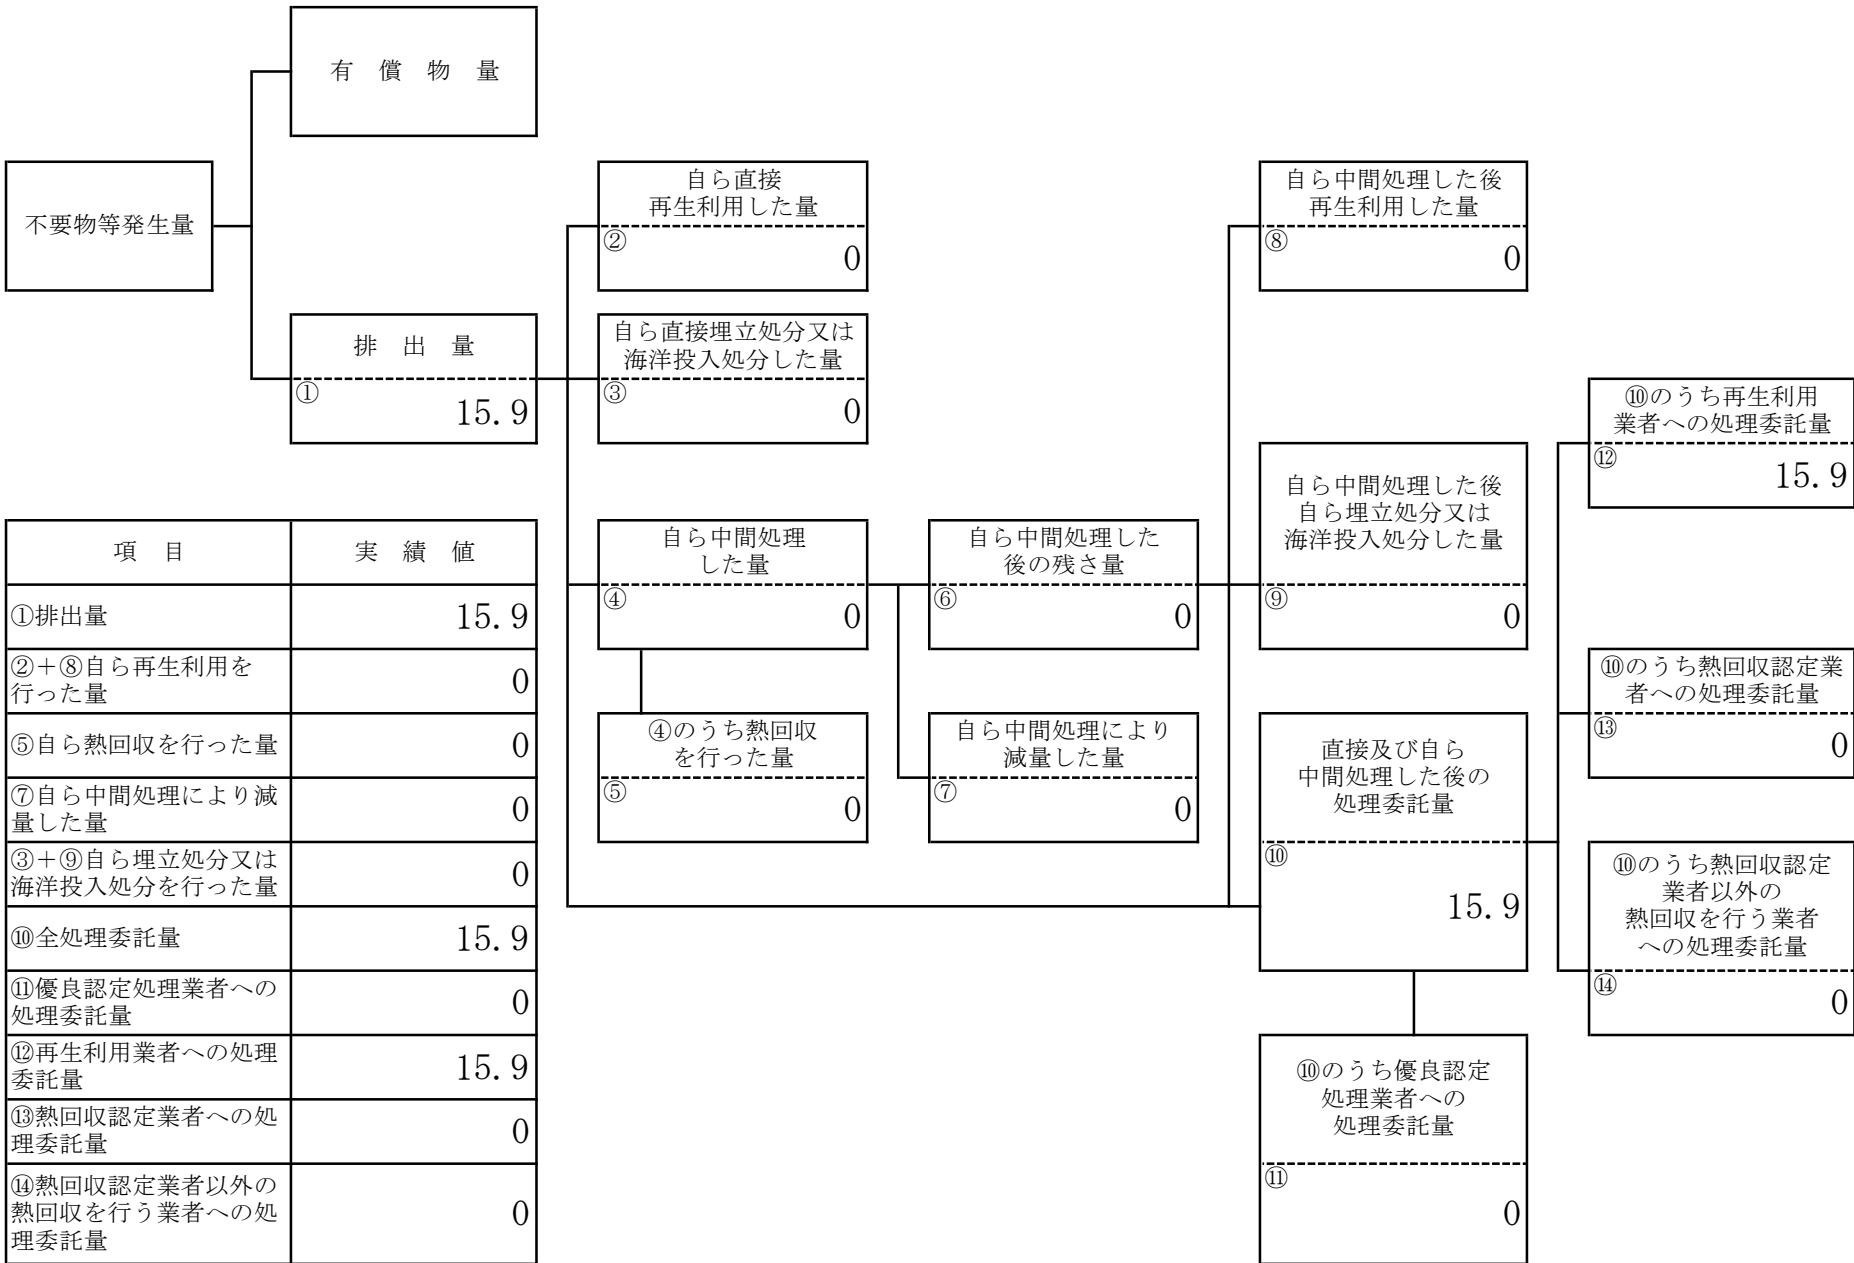 有 償 物 量
不要物等発生量
排 出 量
①
15.9
自ら直接
再生利用した量
②
0
自ら直接埋立処分又は
海洋投入処分した量
③
0
自ら中間処理
した量
④
0
④のうち熱回収
を行った量
⑤
0
自ら中間処理した
後の残さ量
⑥
0
自ら中間処理により
減量した量
⑦
0
自ら中間処理した後
再生利用した量
⑧
0
自ら中間処理した後
自ら埋立処分又は
海洋投入処分した量
⑨
0
直接及び自ら
中間処理した後の
処理委託量
⑩
15.9
⑩のうち優良認定
処理業者への
処理委託量
⑪
0
⑩のうち再生利用
業者への処理委託量
⑫
15.9
⑩のうち熱回収認定業
者への処理委託量
⑬
0
⑩のうち熱回収認定
業者以外の
熱回収を行う業者
への処理委託量
⑭
0
項 目 実 績 値
①排出量 15.9
②+⑧自ら再生利用を
行った量 0
⑤自ら熱回収を行った量 0
⑦自ら中間処理により減
量した量 0
③+⑨自ら埋立処分又は
海洋投入処分を行った量 0
⑩全処理委託量 15.9
⑪優良認定処理業者への
処理委託量 0
⑫再生利用業者への処理
委託量 15.9
⑬熱回収認定業者への処
理委託量 0
⑭熱回収認定業者以外の
熱回収を行う業者への処
理委託量 0